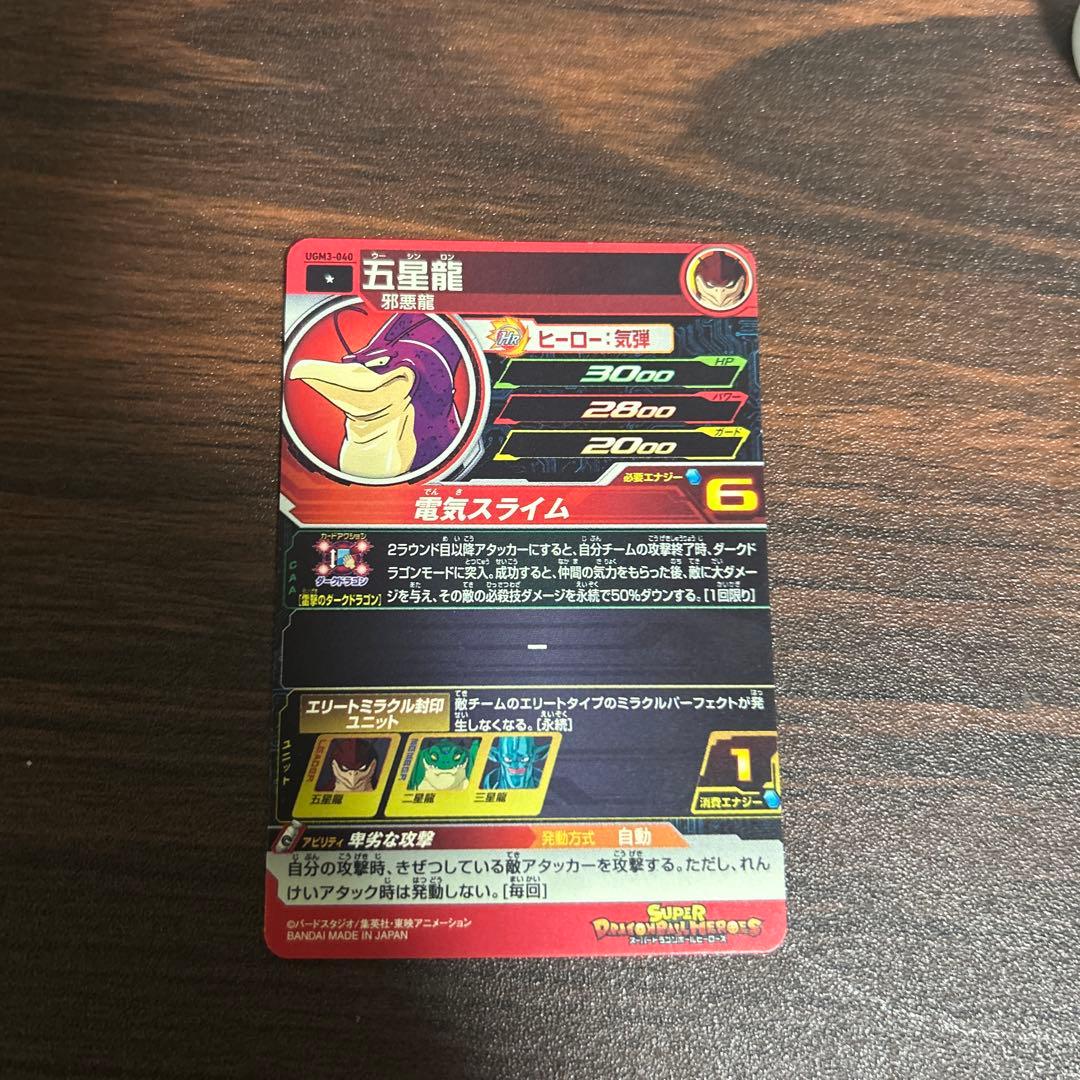 UGM3-040
ウー シン ロン
五星龍
邪悪龍
HR ヒーロー:気弾
HP
3000
パワー
2800
ガード
2000
必要エナジー 6
でん き
電気スライム
CAA
カードアクション
ダークドラゴン
[雷撃のダークドラゴン]
2ラウンド目以降アタッカーにすると、自分チームの攻撃終了時、ダークド
ラゴンモードに突入。成功すると、仲間の気力をもらった後、敵に大ダメー
ジを与え、その敵の必殺技ダメージを永続で50%ダウンする。[1回限り]
ー
ユニット
エリートミラクル封印
ユニット
敵チームのエリートタイプのミラクルパーフェクトが発
生しなくなる。[永続]
LEADER
五星龍
MEMBER
二星龍
三星龍
1
消費エナジー
アビリティ 卑劣な攻撃
発動方式 自動
自分の攻撃時、きぜつしている敵アタッカーを攻撃する。ただし、れん
けいアタック時は発動しない。[毎回]
©バードスタジオ/集英社・東映アニメーション
BANDAI MADE IN JAPAN
SUPER
DRAGONBALL HEROES
スーパードラゴンボールヒーローズ